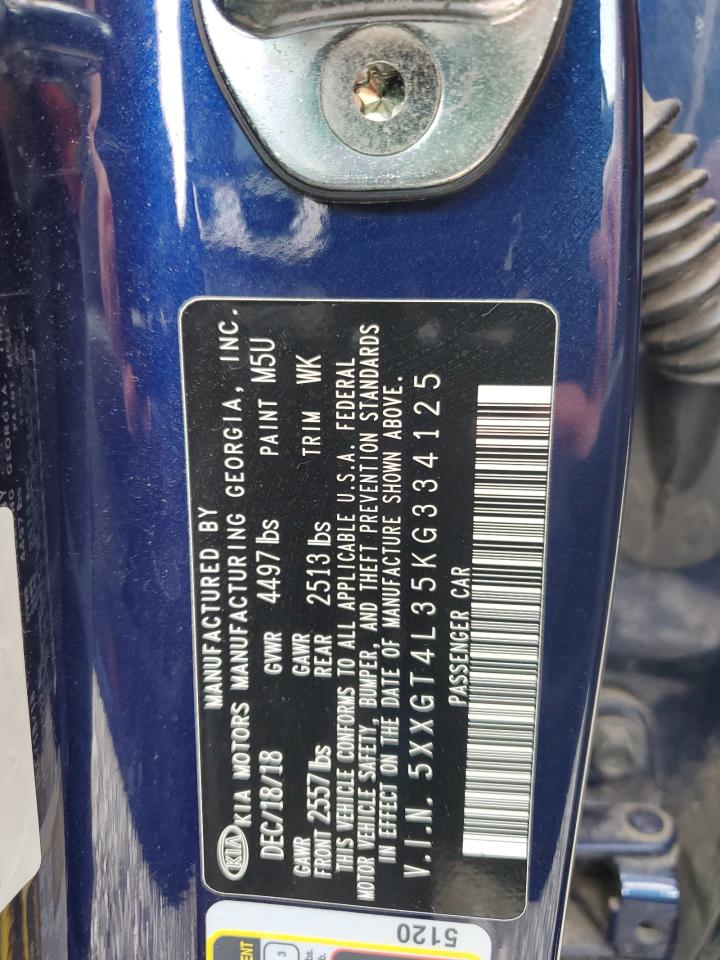 KIA
MANUFACTURED BY
KIA MOTORS MANUFACTURING GEORGIA, INC.
DEC/18/18 GVWR 4497 lbs PAINT M5U
GAWR FRONT 2557 lbs GAWR REAR 2513 lbs TRIM WK
THIS VEHICLE CONFORMS TO ALL APPLICABLE U.S.A. FEDERAL
MOTOR VEHICLE SAFETY, BUMPER, AND THEFT PREVENTION STANDARDS
IN EFFECT ON THE DATE OF MANUFACTURE SHOWN ABOVE.
V.I.N. 5XXGT4L35KG334125
PASSENGER CAR
5120
3